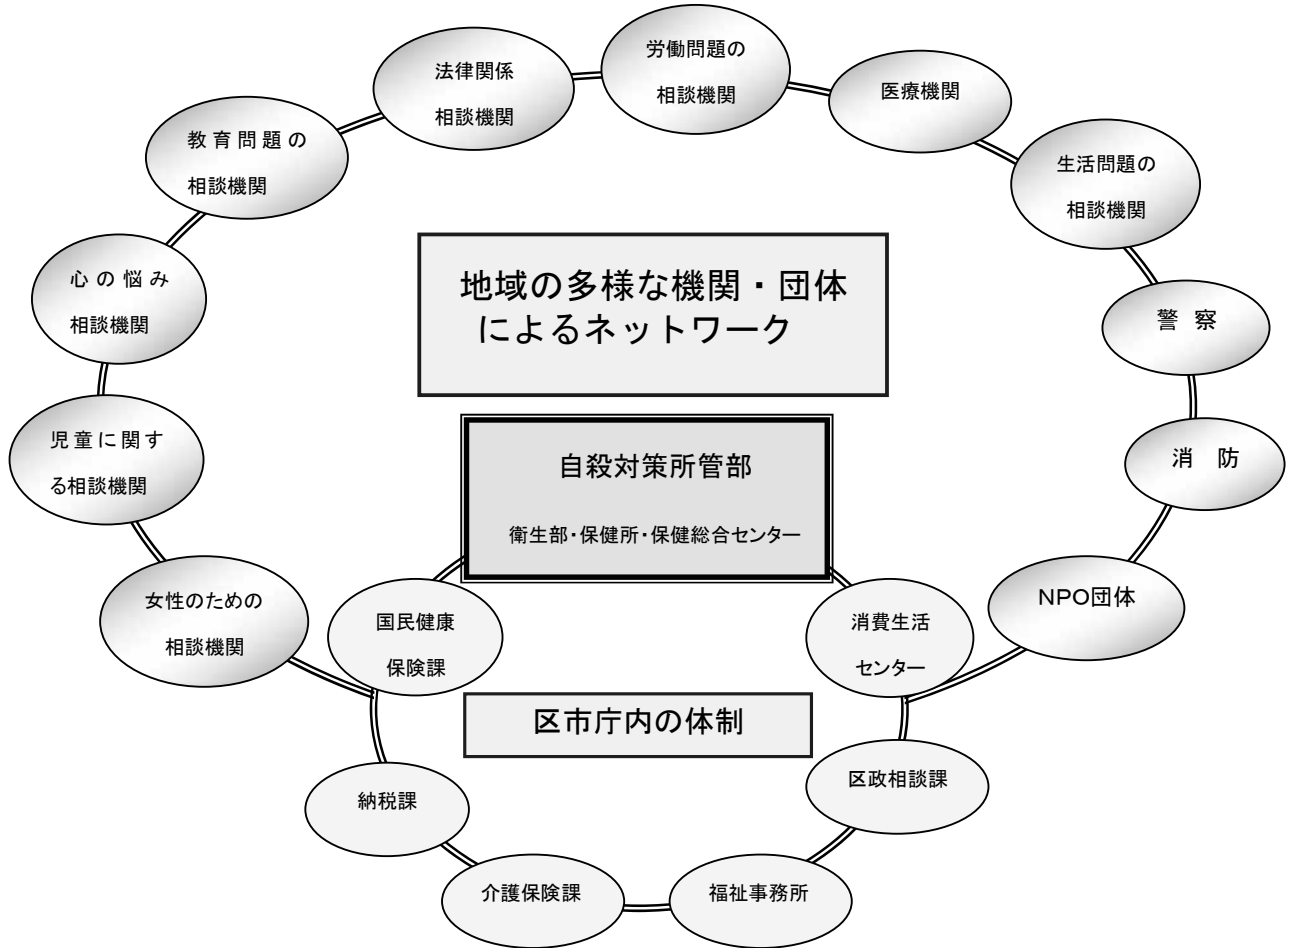 労働問題の
相談機関
法律関係
相談機関
医療機関
教育問題の
相談機関
生活問題の
相談機関
心の悩み
相談機関
地域の多様な機関・団体
によるネットワーク
警察
児童に関す
る相談機関
消防
自殺対策所管部
衛生部・保健所・保健総合センター
女性のための
相談機関
国民健康
保険課
消費生活
センター
NPO団体
区市庁内の体制
納税課
区政相談課
介護保険課
福祉事務所